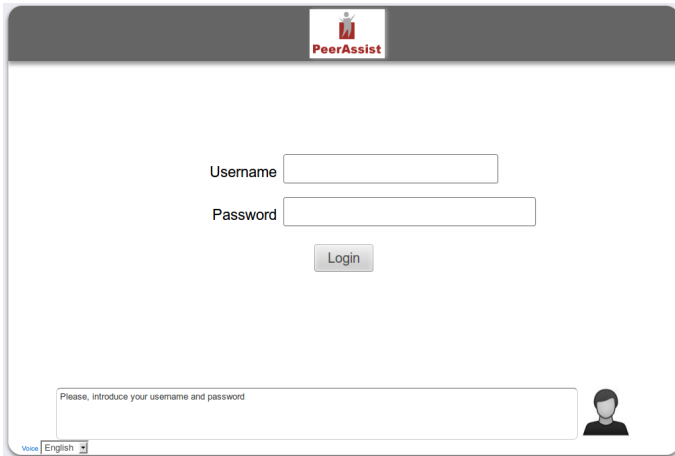 PeerAssist
Username
Password
Login
Please, introduce your username and password
Voice English